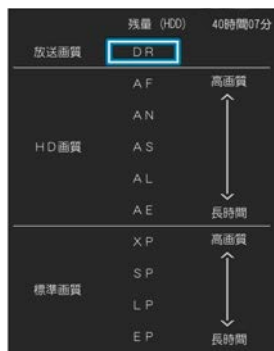 残量 (HDD) 40時間07分
放送画質 DR
AF 高画質
AN
HD画質 AS
AL
AE 長時間
XP 高画質
SP
標準画質
LP
EP 長時間